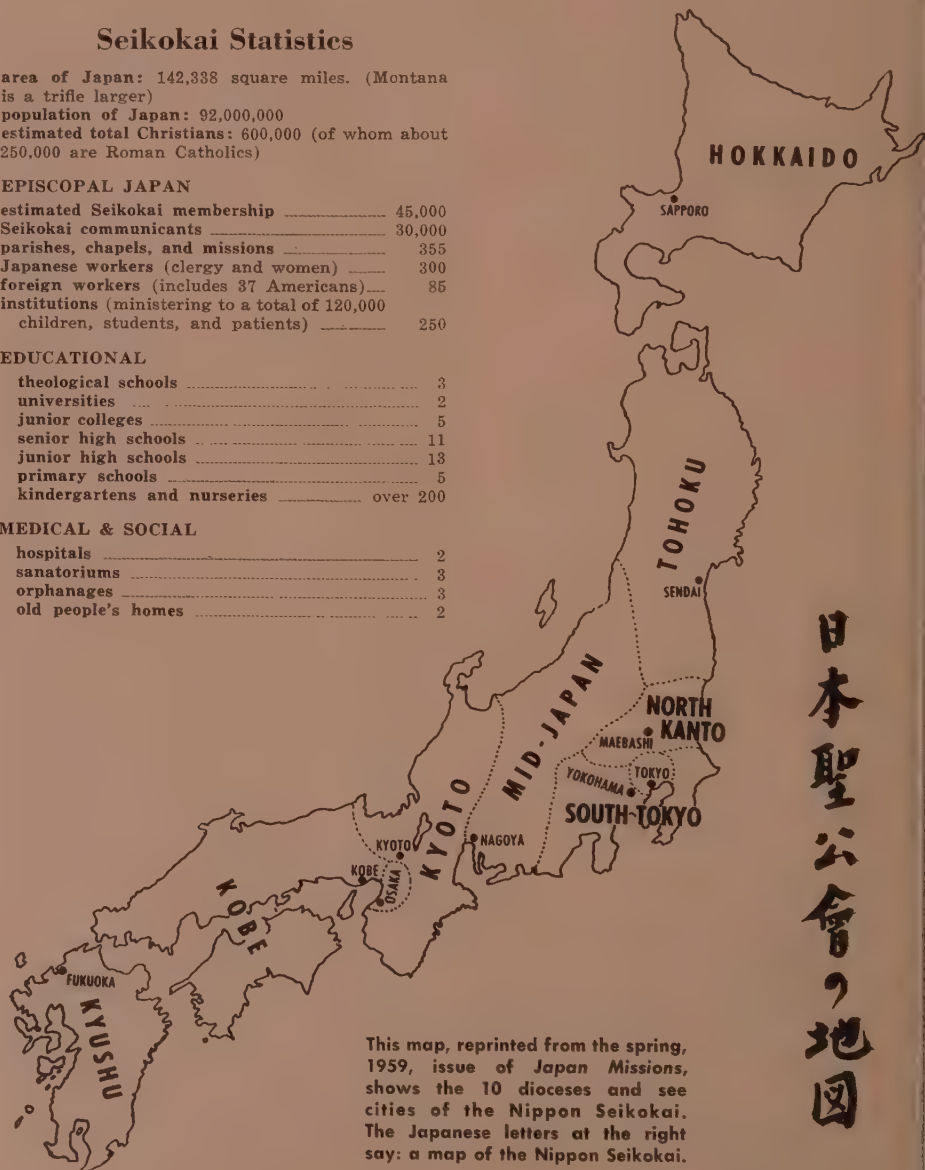 Seikokai Statistics
area of Japan: 142,338 square miles. (Montana
is a trifle larger)
population of Japan: 92,000,000
estimated total Christians: 600,000 (of whom about
250,000 are Roman Catholics)
EPISCOPAL JAPAN
estimated Seikokai membership 45,000
Seikokai communicants 30,000
parishes, chapels, and missions 355
Japanese workers (clergy and women) 300
foreign workers (includes 37 Americans) 85
institutions (ministering to a total of 120,000
children, students, and patients) 250
EDUCATIONAL
theological schools 3
universities 2
junior colleges 5
senior high schools 11
junior high schools 13
primary schools 5
kindergartens and nurseries over 200
MEDICAL & SOCIAL
hospitals 2
sanatoriums 3
orphanages 3
old people's homes 2
HOKKAIDO
SAPPORO
TOHOKU
SENDAI
NORTH
KANTO
MAEBASHI
MID-JAPAN
TOKYO
YOKOHAMA
SOUTH-TOKYO
KYOTO
NAGOYA
KYOTO
KOBE
OSAKA
KOBE
FUKUOKA
KYUSHU
日本聖公會の地図
This map, reprinted from the spring,
1959, issue of Japan Missions,
shows the 10 dioceses and see
cities of the Nippon Seikokai.
The Japanese letters at the right
say: a map of the Nippon Seikokai.